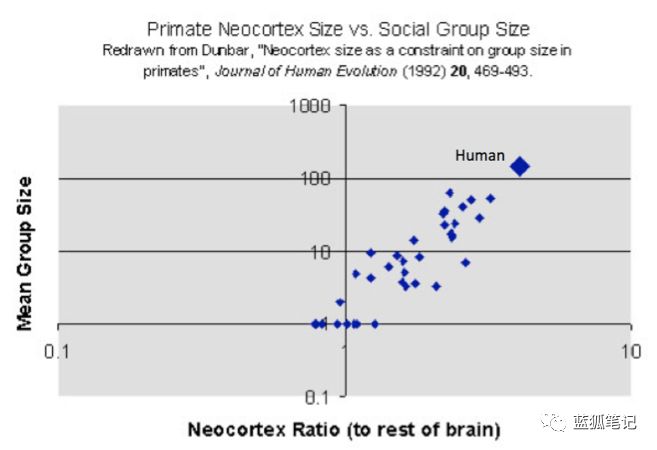 Primate Neocortex Size vs. Social Group Size
Redrawn from Dunbar, "Neocortex size as a constraint on group size in
primates", Journal of Human Evolution (1992) 20, 469-493.
1000
Human
100
Mean Group Size
10
1
0.1
1
10
0.1
Neocortex Ratio (to rest of brain)
蓝狐笔记